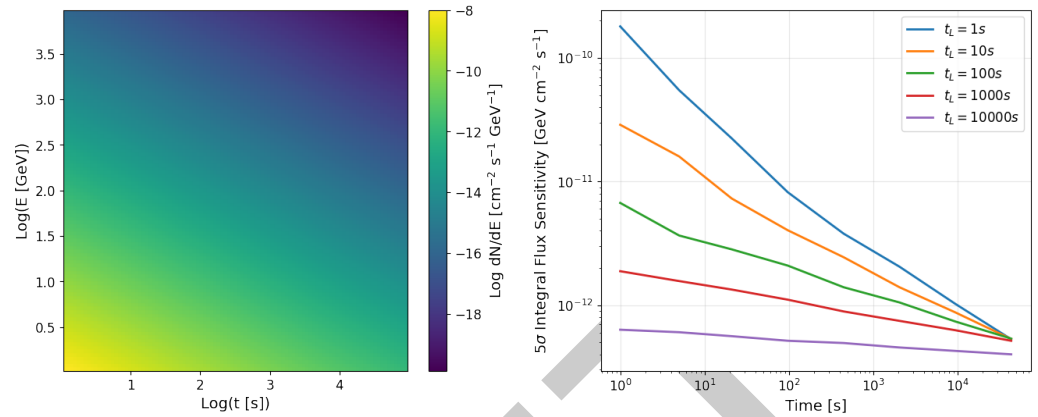 3.5
3.0
2.5
2.0
1.5
1.0
0.5
Log(E [GeV])
1
2
3
4
Log(t [s])
−8
−10
−12
−14
−16
−18
Log dN/dE [cm⁻² s⁻¹ GeV⁻¹]
5σ Integral Flux Sensitivity [GeV cm⁻² s⁻¹]
10⁻¹⁰
10⁻¹¹
10⁻¹²
t_L = 1s
t_L = 10s
t_L = 100s
t_L = 1000s
t_L = 10000s
10⁰
10¹
10²
10³
10⁴
Time [s]